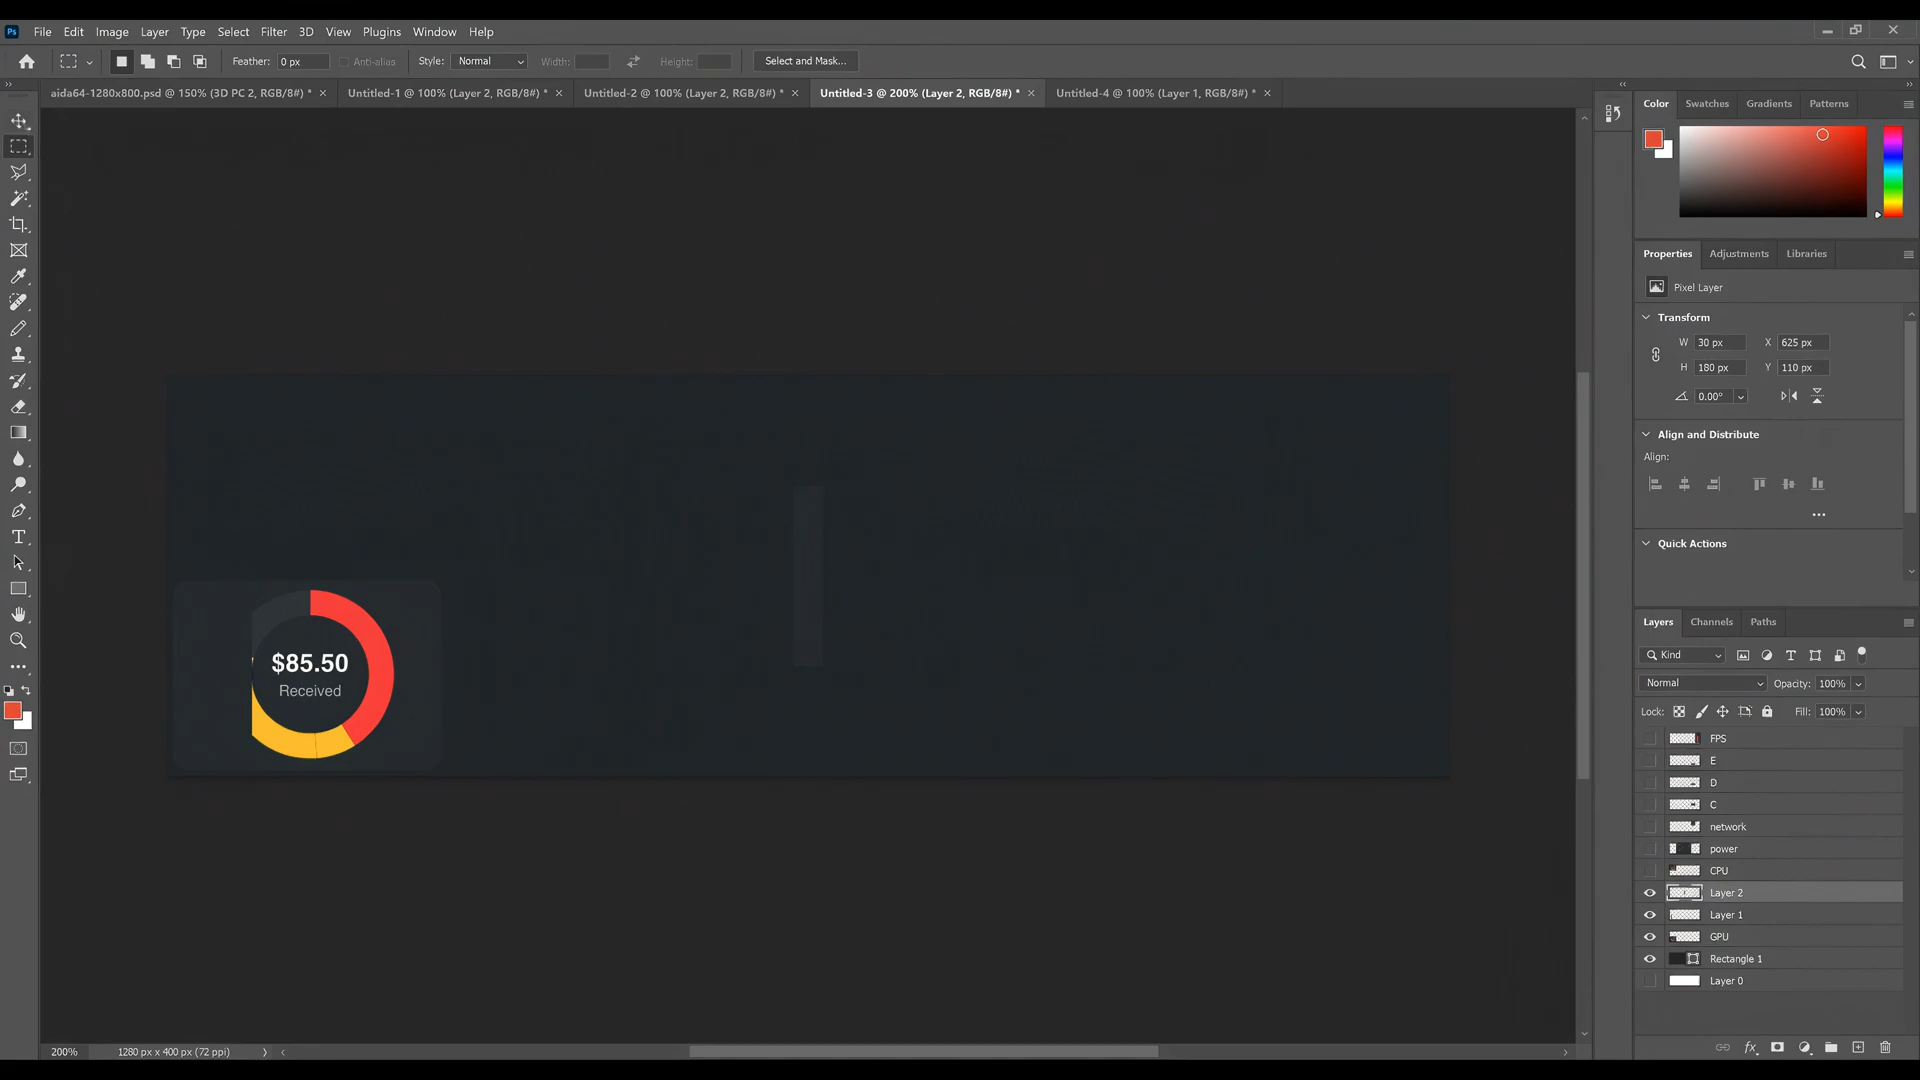 Ps File Edit Image Layer Type Select Filter 3D View Plugins Window Help
Feather: 0 px Anti-alias Style: Normal Width: Height: Select and Mask...
aida64-1280x800.psd @ 150% (3D PC 2, RGB/8#) * × Untitled-1 @ 100% (Layer 2, RGB/8#) * × Untitled-2 @ 100% (Layer 2, RGB/8#) * × Untitled-3 @ 200% (Layer 2, RGB/8#) * × Untitled-4 @ 100% (Layer 1, RGB/8#) * ×
Color Swatches Gradients Patterns
Properties Adjustments Libraries
Pixel Layer
Transform
W 30 px X 625 px
H 180 px Y 110 px
0.00°
Align and Distribute
Align:
Quick Actions
$85.50
Received
Layers Channels Paths
Kind
Normal Opacity: 100%
Lock: Fill: 100%
FPS
E
D
C
network
power
CPU
Layer 2
Layer 1
GPU
Rectangle 1
Layer 0
200% 1280 px x 400 px (72 ppi)
fx